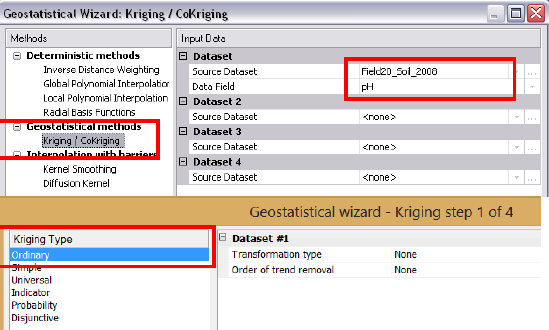 Geostatistical Wizard: Kriging / CoKriging
Methods
Deterministic methods
Inverse Distance Weighting
Global Polynomial Interpolation
Local Polynomial Interpolation
Radial Basis Functions
Geostatistical methods
Kriging / CoKriging
Interpolation with barriers
Kernel Smoothing
Diffusion Kernel
Input Data
Dataset
Source Dataset Field20_Soil_2008
Data Field pH
Dataset 2
Source Dataset <none>
Dataset 3
Source Dataset <none>
Dataset 4
Source Dataset <none>
Geostatistical wizard - Kriging step 1 of 4
Kriging Type
Ordinary
Simple
Universal
Indicator
Probability
Disjunctive
Dataset #1
Transformation type None
Order of trend removal None